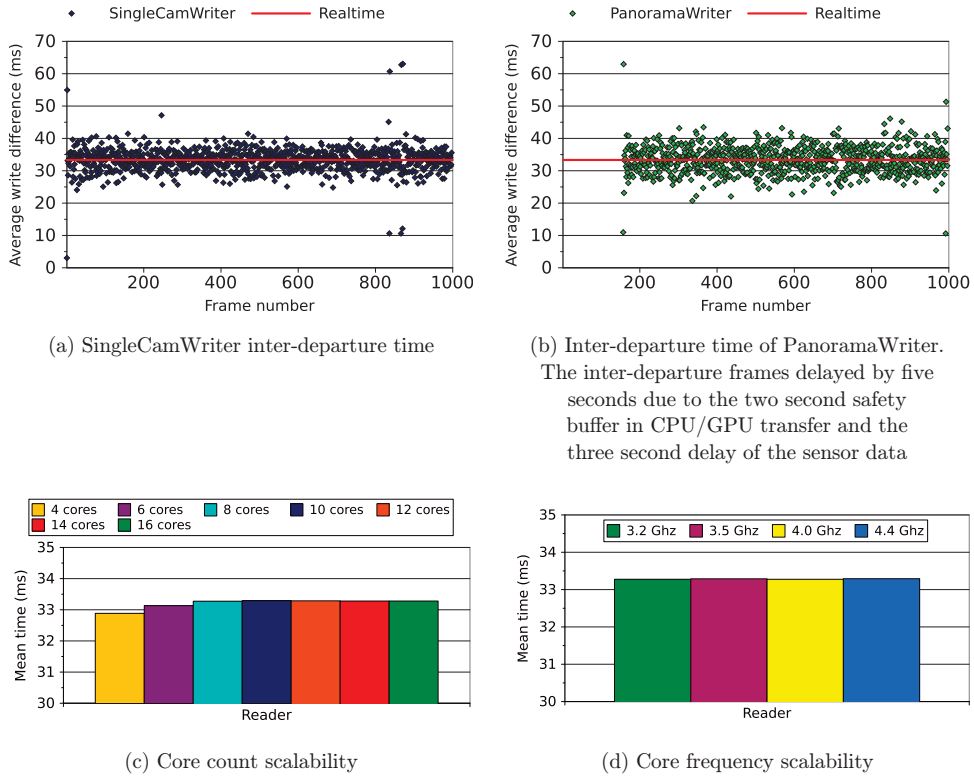 SingleCamWriter Realtime
70
60
50
40
30
20
10
0
Average write difference (ms)
200 400 600 800 1000
Frame number
(a) SingleCamWriter inter-departure time
PanoramaWriter Realtime
70
60
50
40
30
20
10
0
Average write difference (ms)
200 400 600 800 1000
Frame number
(b) Inter-departure time of PanoramaWriter.
The inter-departure frames delayed by five
seconds due to the two second safety
buffer in CPU/GPU transfer and the
three second delay of the sensor data
4 cores 6 cores 8 cores 10 cores 12 cores
14 cores 16 cores
35
34
33
32
31
30
Mean time (ms)
Reader
(c) Core count scalability
3.2 Ghz 3.5 Ghz 4.0 Ghz 4.4 Ghz
35
34
33
32
31
30
Mean time (ms)
Reader
(d) Core frequency scalability